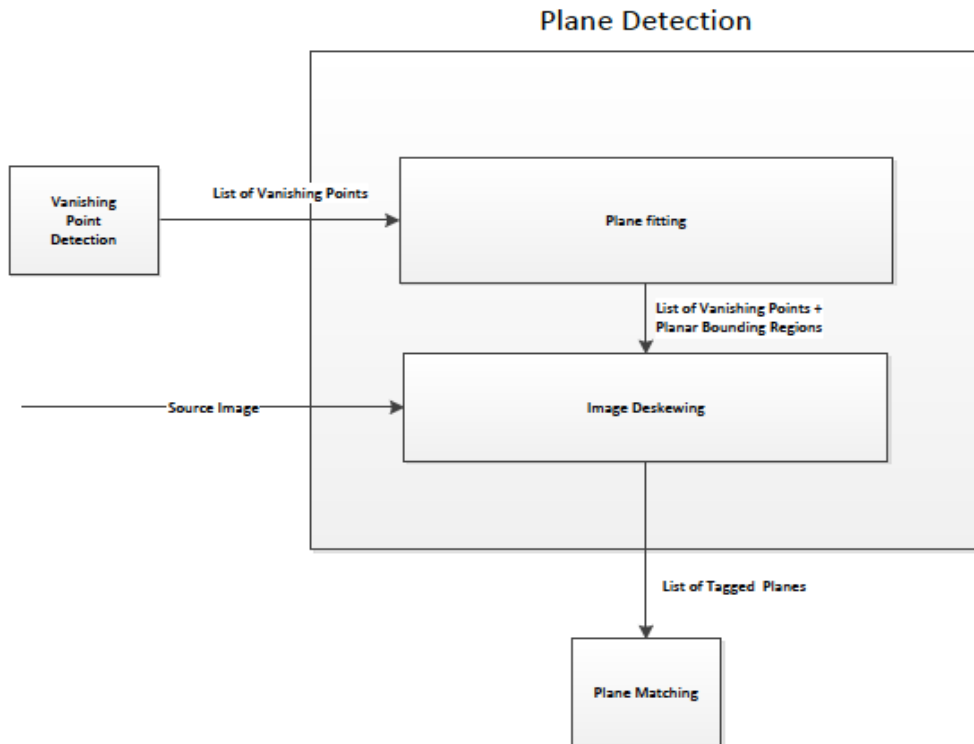 Plane Detection
List of Vanishing Points
Vanishing
Point
Detection
Plane fitting
List of Vanishing Points +
Planar Bounding Regions
Source Image
Image Deskewing
List of Tagged Planes
Plane Matching